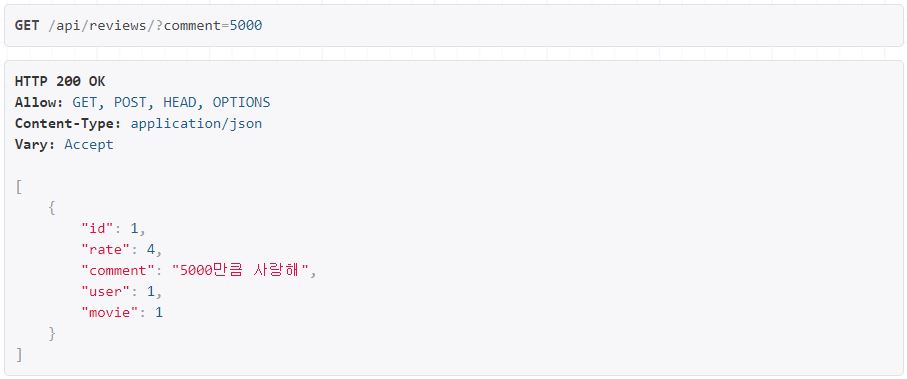 GET /api/reviews/?comment=5000
HTTP 200 OK
Allow: GET, POST, HEAD, OPTIONS
Content-Type: application/json
Vary: Accept
[
    {
        "id": 1,
        "rate": 4,
        "comment": "5000만큼 사랑해",
        "user": 1,
        "movie": 1
    }
]